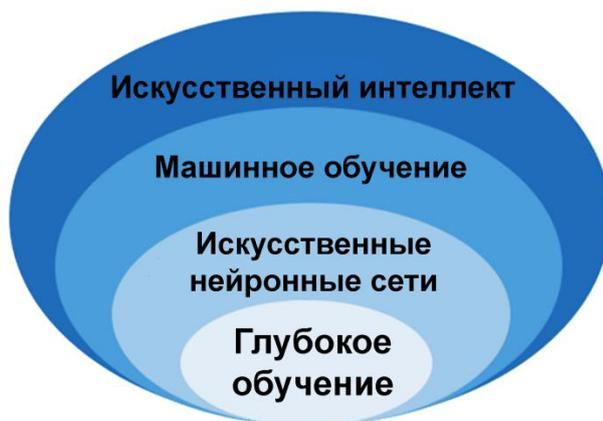 Искусственный интеллект
Машинное обучение
Искусственные
нейронные сети
Глубокое
обучение